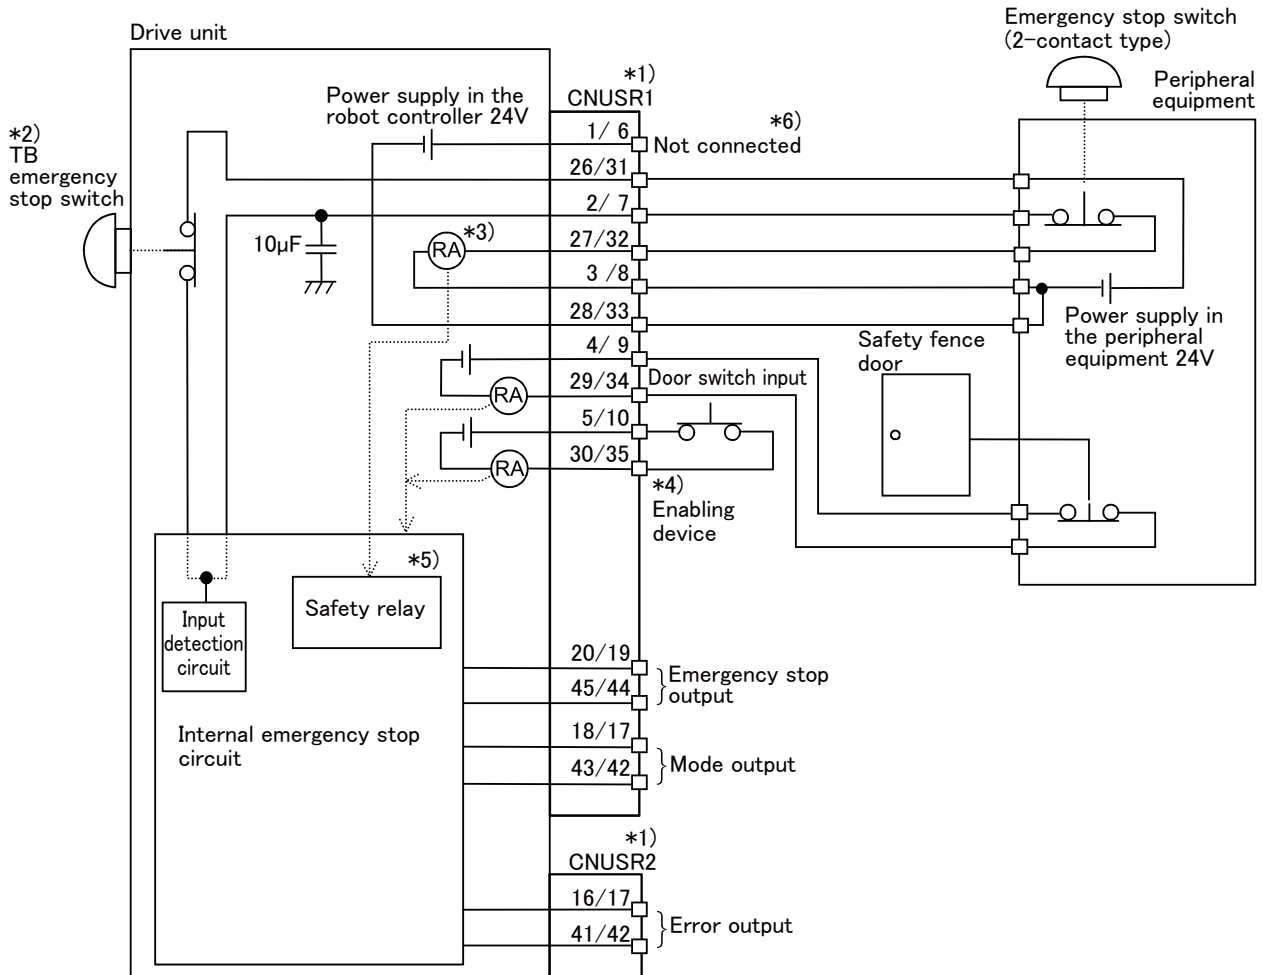 Drive unit
Emergency stop switch
(2-contact type)
Peripheral
equipment
*1)
CNUSR1
Power supply in the
robot controller 24V
*2)
TB
emergency
stop switch
1/ 6
*6)
Not connected
26/31
2/ 7
10μF
RA
*3)
27/32
3 /8
28/33
Power supply in
the peripheral
equipment 24V
4/ 9
Safety fence
door
RA
29/34
Door switch input
5/10
RA
30/35
*4)
Enabling
device
*5)
Safety relay
Input
detection
circuit
Internal emergency stop
circuit
20/19
45/44
Emergency stop
output
18/17
43/42
Mode output
*1)
CNUSR2
16/17
41/42
Error output